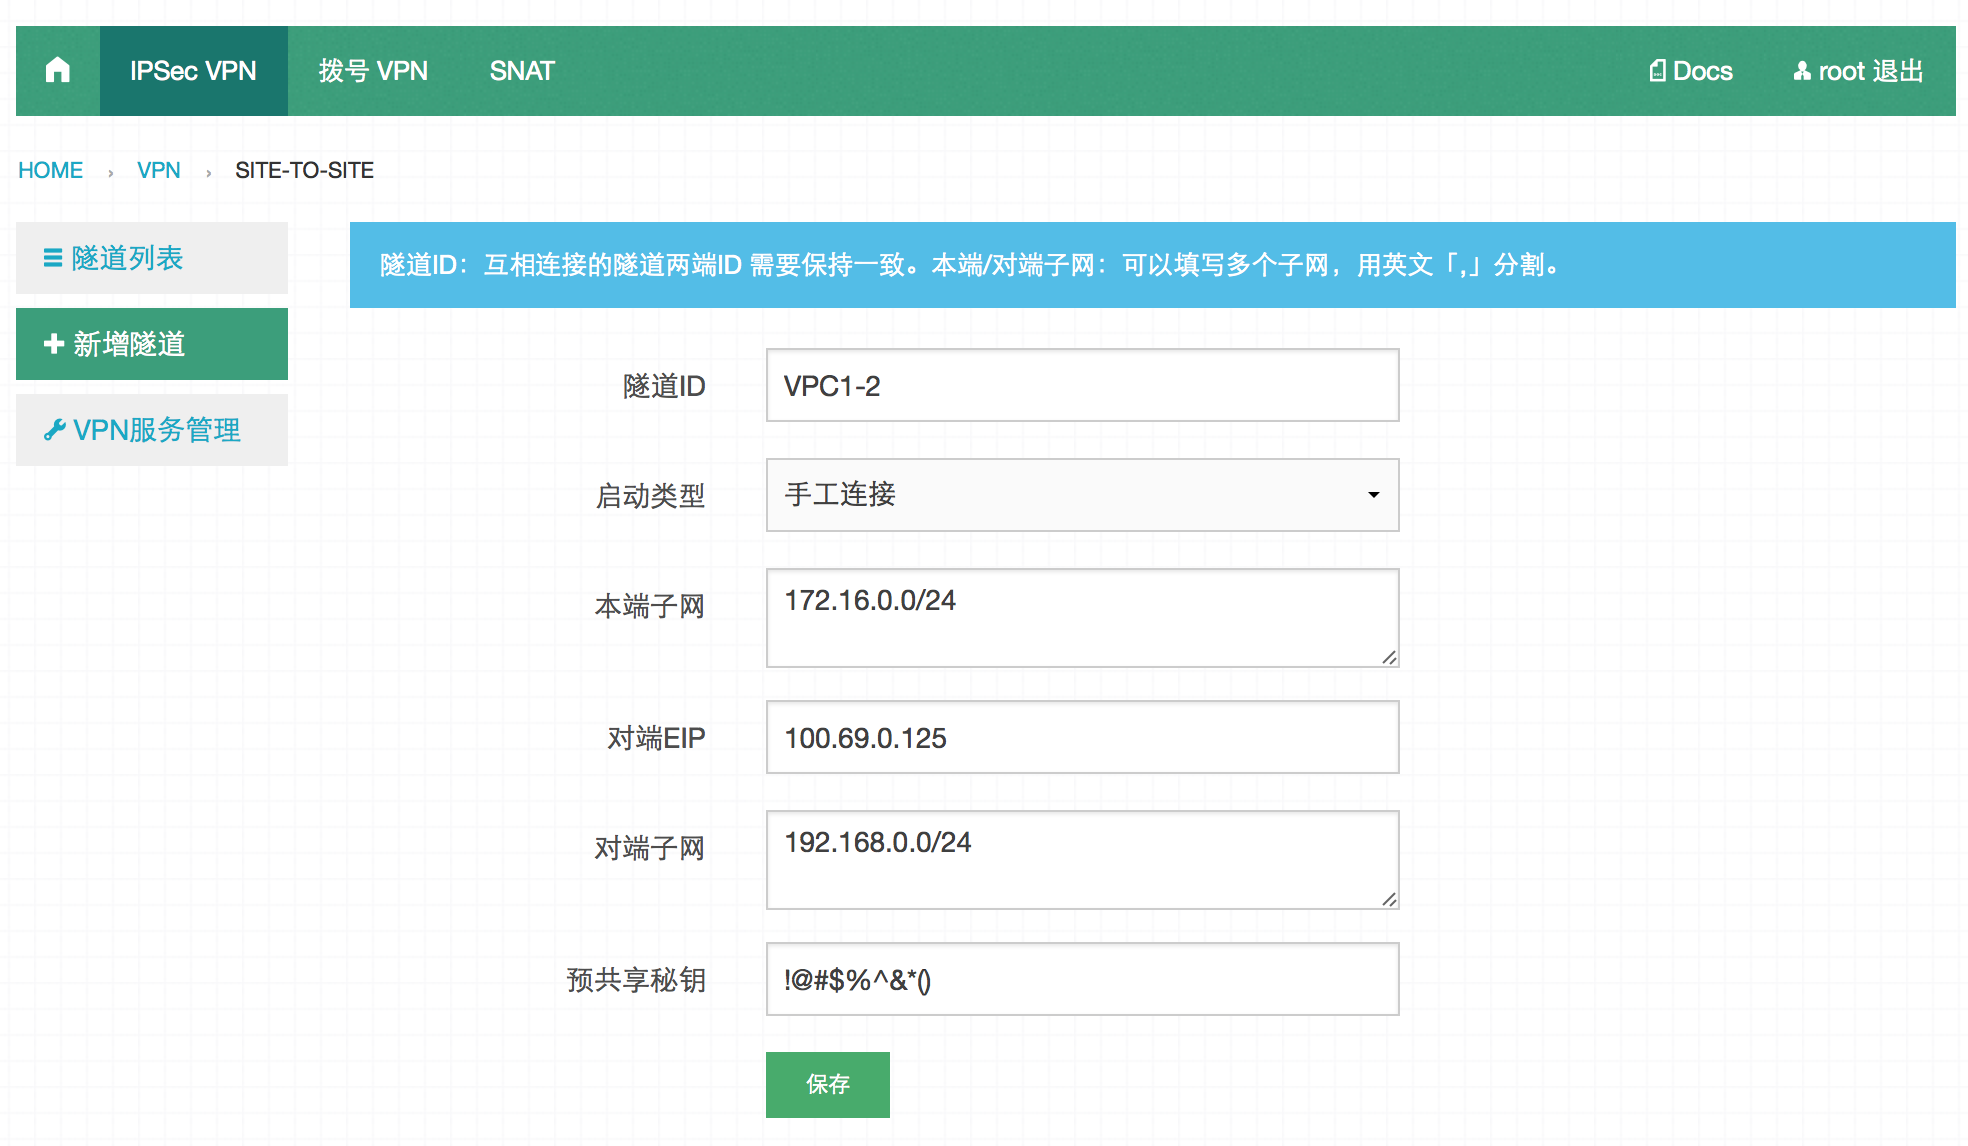 IPSec VPN 拨号 VPN SNAT Docs root 退出
HOME › VPN › SITE-TO-SITE
隧道列表
新增隧道
VPN服务管理
隧道ID：互相连接的隧道两端ID 需要保持一致。本端/对端子网：可以填写多个子网，用英文「,」分割。
隧道ID VPC1-2
启动类型 手工连接
本端子网 172.16.0.0/24
对端EIP 100.69.0.125
对端子网 192.168.0.0/24
预共享秘钥 !@#$%^&*()
保存